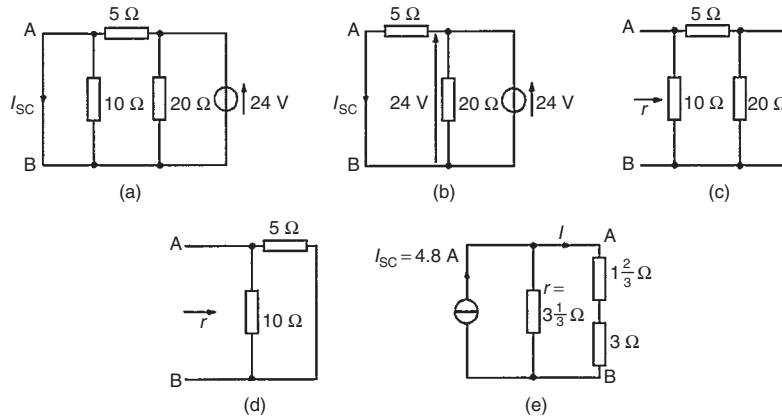 5 Ω
A
I_SC
10 Ω
20 Ω
24 V
B
(a)
5 Ω
A
I_SC
24 V
20 Ω
24 V
B
(b)
5 Ω
A
r
10 Ω
20 Ω
B
(c)
5 Ω
A
r
10 Ω
B
(d)
I
A
I_SC = 4.8 A
r =
3 1/3 Ω
1 2/3 Ω
3 Ω
B
(e)